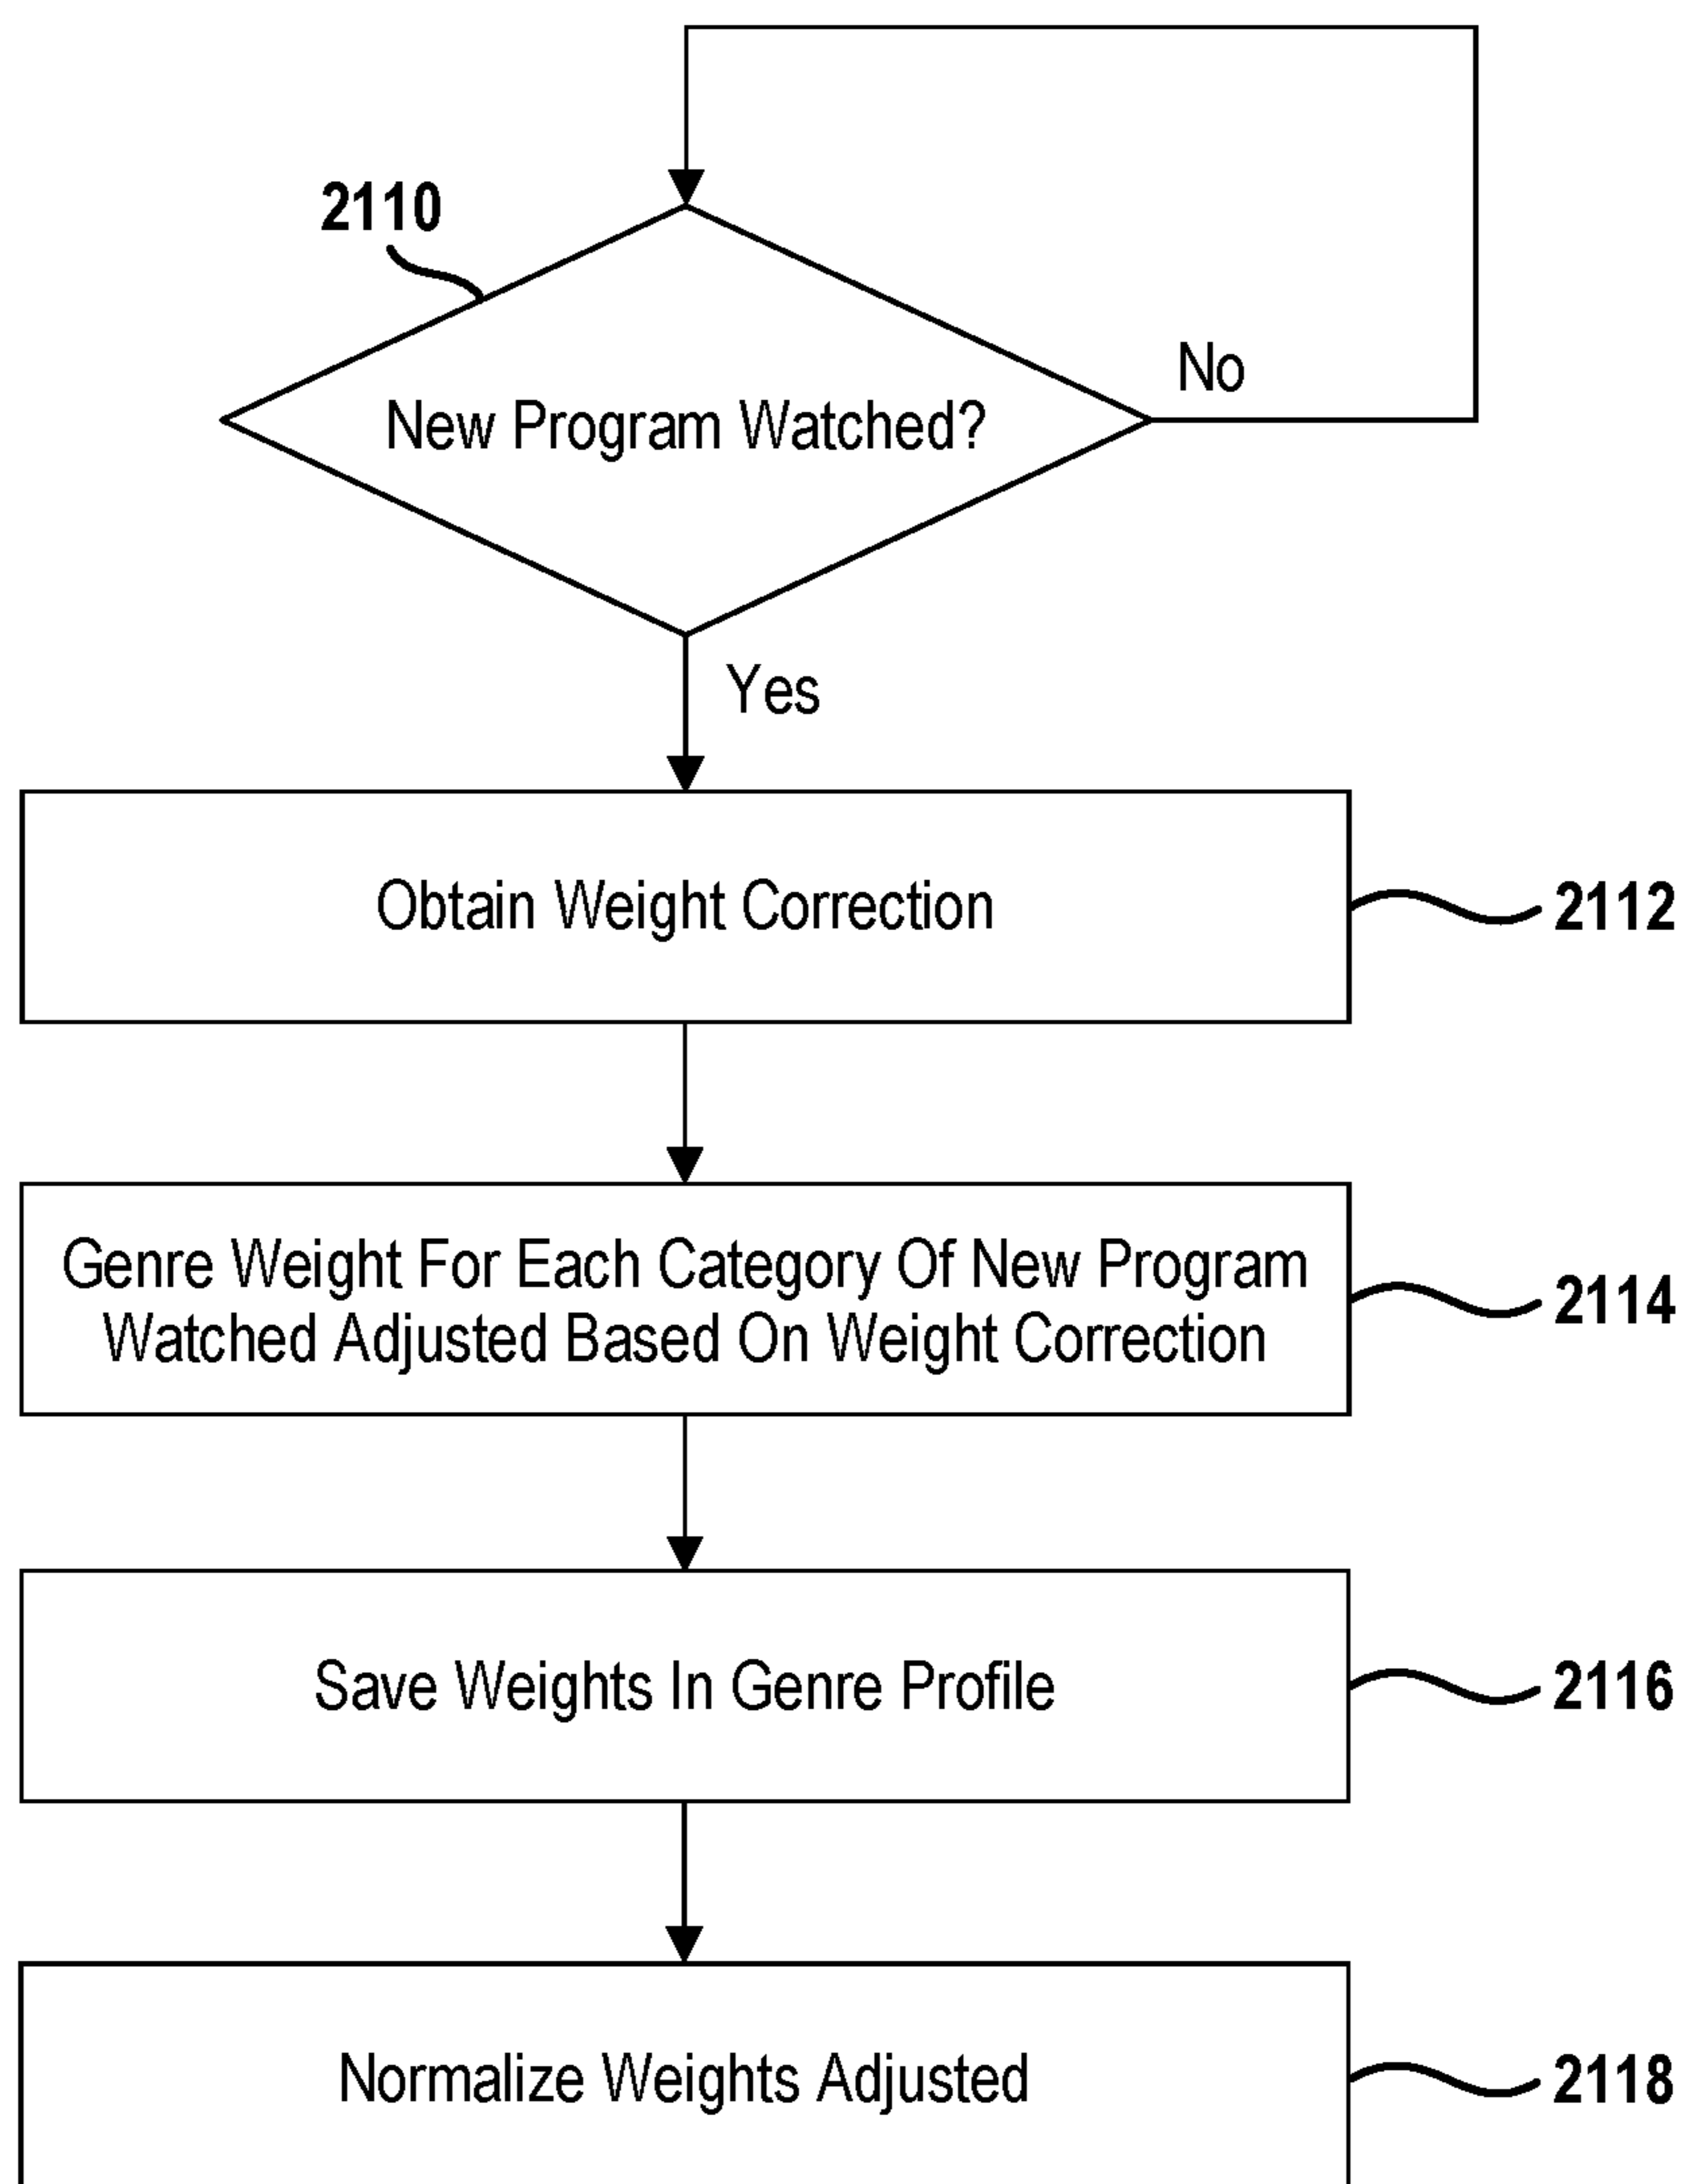 2110
New Program Watched?
No
Yes
Obtain Weight Correction
2112
Genre Weight For Each Category Of New Program
Watched Adjusted Based On Weight Correction
2114
Save Weights In Genre Profile
2116
Normalize Weights Adjusted
2118